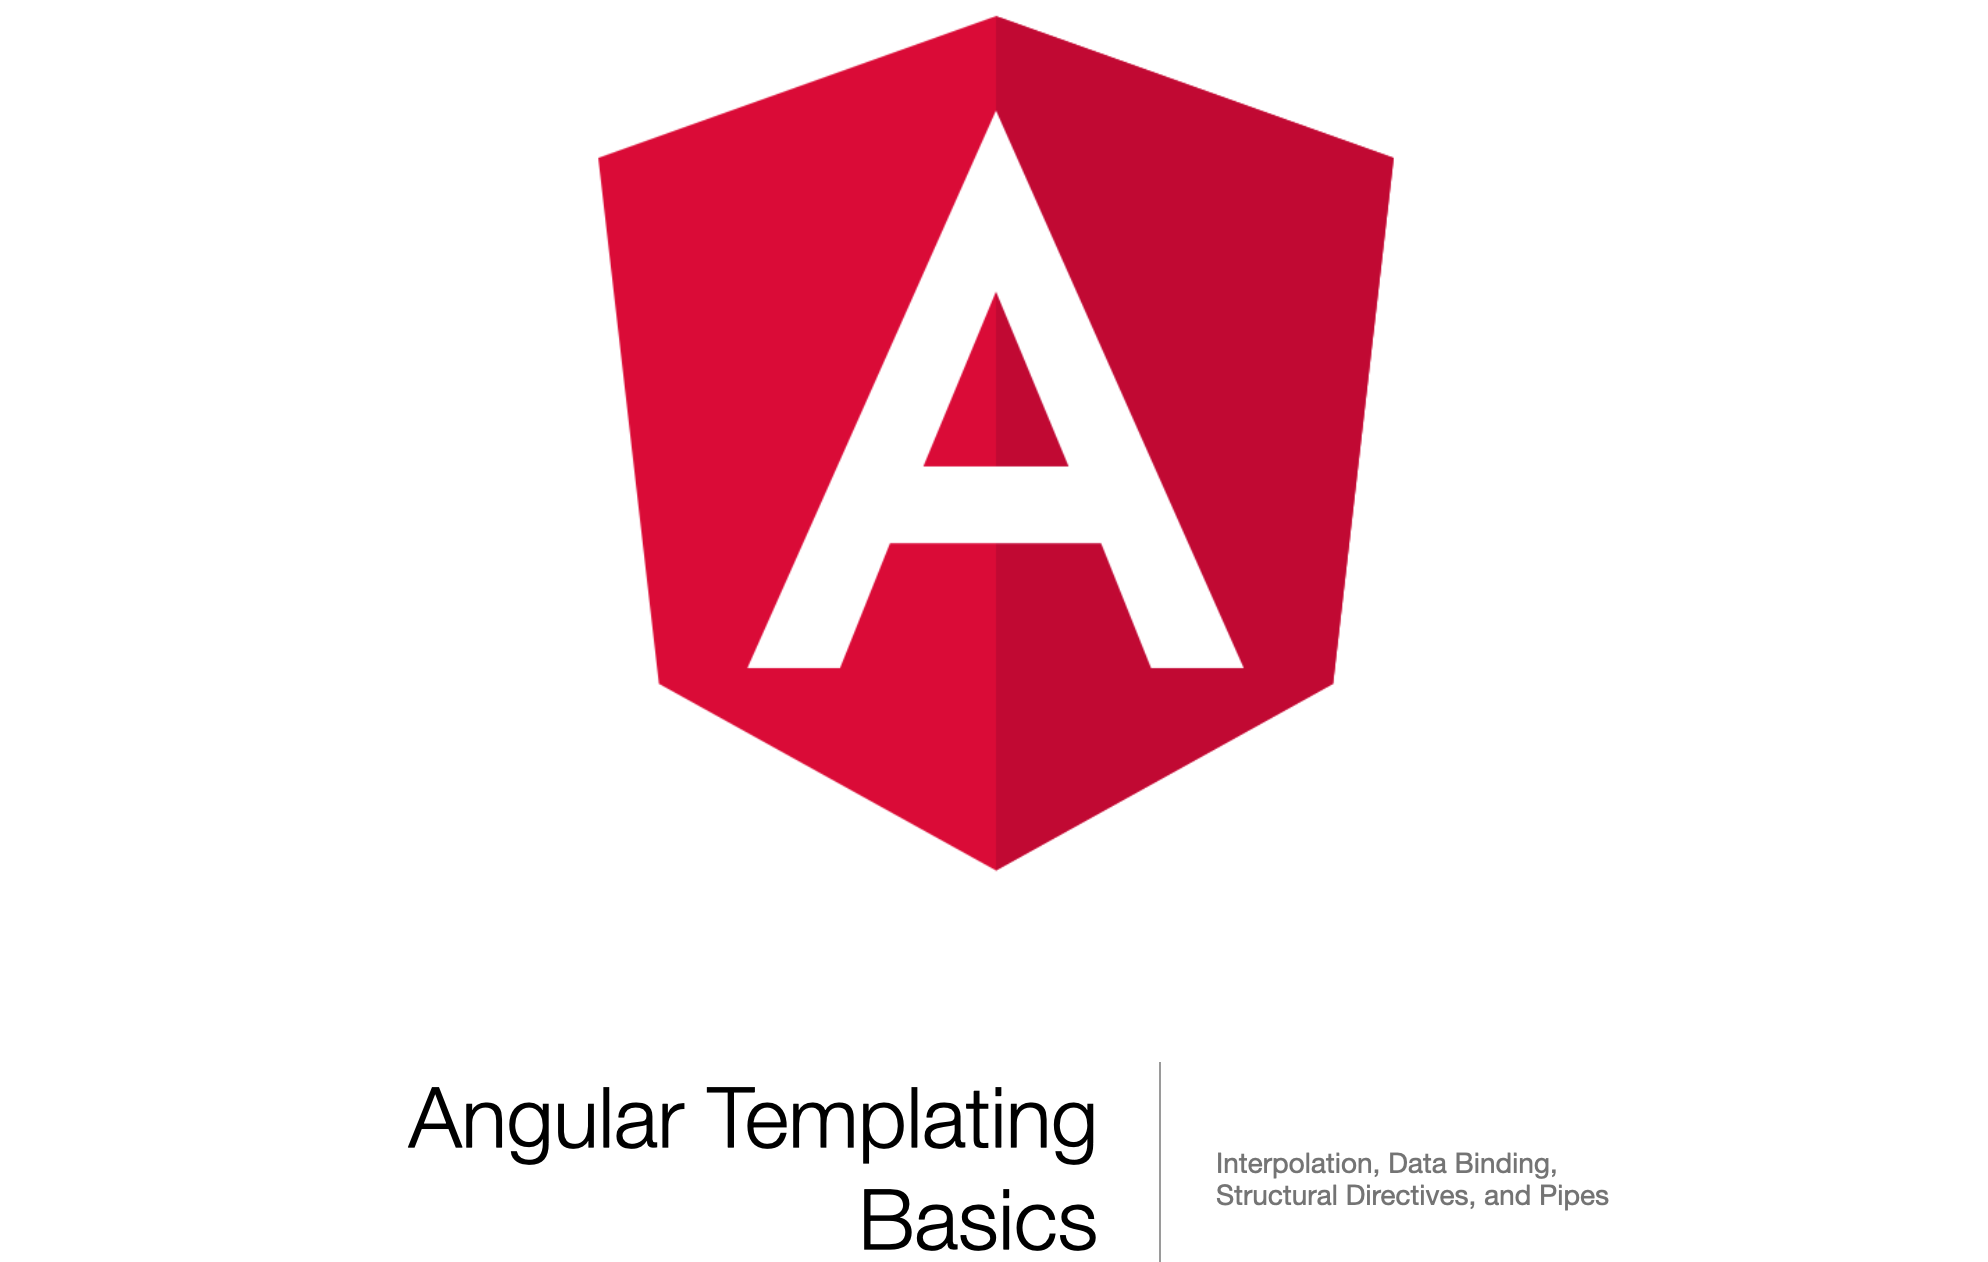 A
Angular Templating
Basics
Interpolation, Data Binding,
Structural Directives, and Pipes